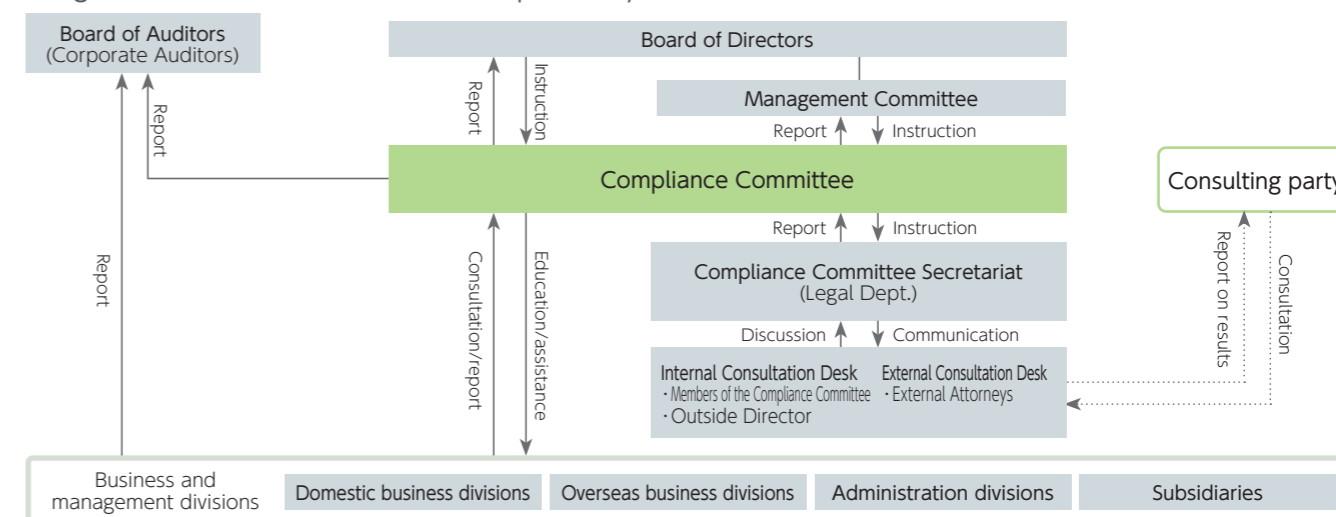 Board of Auditors
(Corporate Auditors)
Board of Directors
Report
Report
Instruction
Management Committee
Report
Instruction
Compliance Committee
Consulting party
Report
Consultation/report
Education/assistance
Report
Instruction
Compliance Committee Secretariat
(Legal Dept.)
Report on results
Consultation
Discussion
Communication
Internal Consultation Desk
・Members of the Compliance Committee
・Outside Director
External Consultation Desk
・External Attorneys
Business and
management divisions
Domestic business divisions
Overseas business divisions
Administration divisions
Subsidiaries